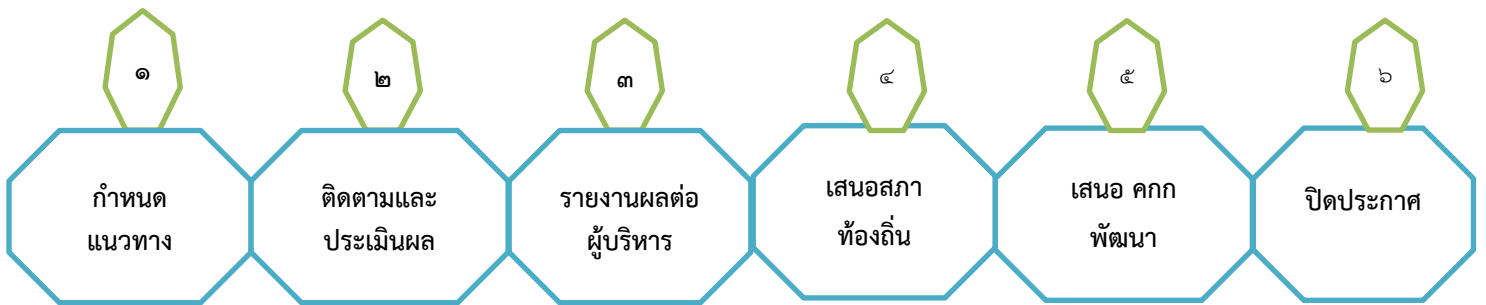 ๑
๒
๓
๔
๕
๖
กำหนด
แนวทาง
ติดตามและ
ประเมินผล
รายงานผลต่อ
ผู้บริหาร
เสนอสภา
ท้องถิ่น
เสนอ คกก
พัฒนา
ปิดประกาศ